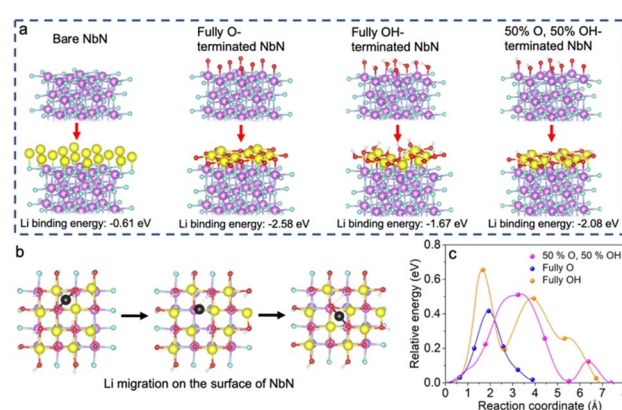 a
Bare NbN
Fully O-
terminated NbN
Fully OH-
terminated NbN
50% O, 50% OH-
terminated NbN
Li binding energy: -0.61 eV
Li binding energy: -2.58 eV
Li binding energy: -1.67 eV
Li binding energy: -2.08 eV
b
Li migration on the surface of NbN
c
Relative energy (eV)
0.8
0.6
0.4
0.2
0.0
50 % O, 50 % OH
Fully O
Fully OH
0 1 2 3 4 5 6 7
Reaction coordinate (Å)